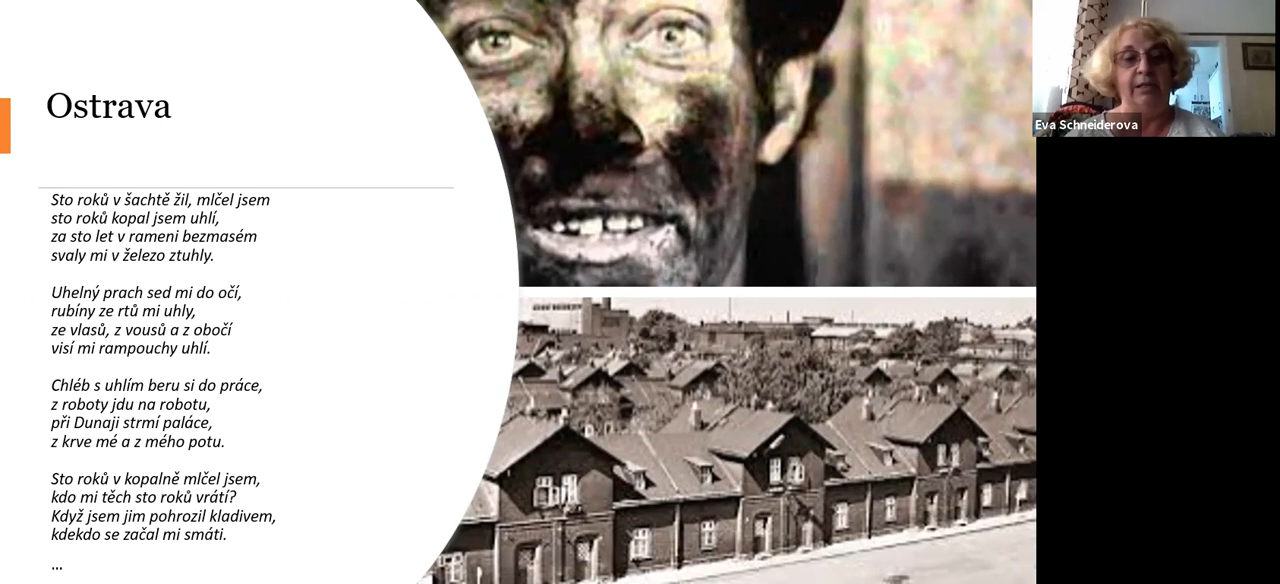 Ostrava
Sto roků v šachtě žil, mlčel jsem
sto roků kopal jsem uhlí,
za sto let v rameni bezmasém
svaly mi v železo ztuhly.
Uhelný prach sed mi do očí,
rubíny ze rtů mi uhly,
ze vlasů, z vousů a z obočí
visí mi rampouchy uhlí.
Chléb s uhlím beru si do práce,
z roboty jdu na robotu,
při Dunaji strmí paláce,
z krve mé a z mého potu.
Sto roků v kopalně mlčel jsem,
kdo mi těch sto roků vrátí?
Když jsem jim pohrozil kladivem,
kdekdo se začal mi smáti.
...
Eva Schneiderova